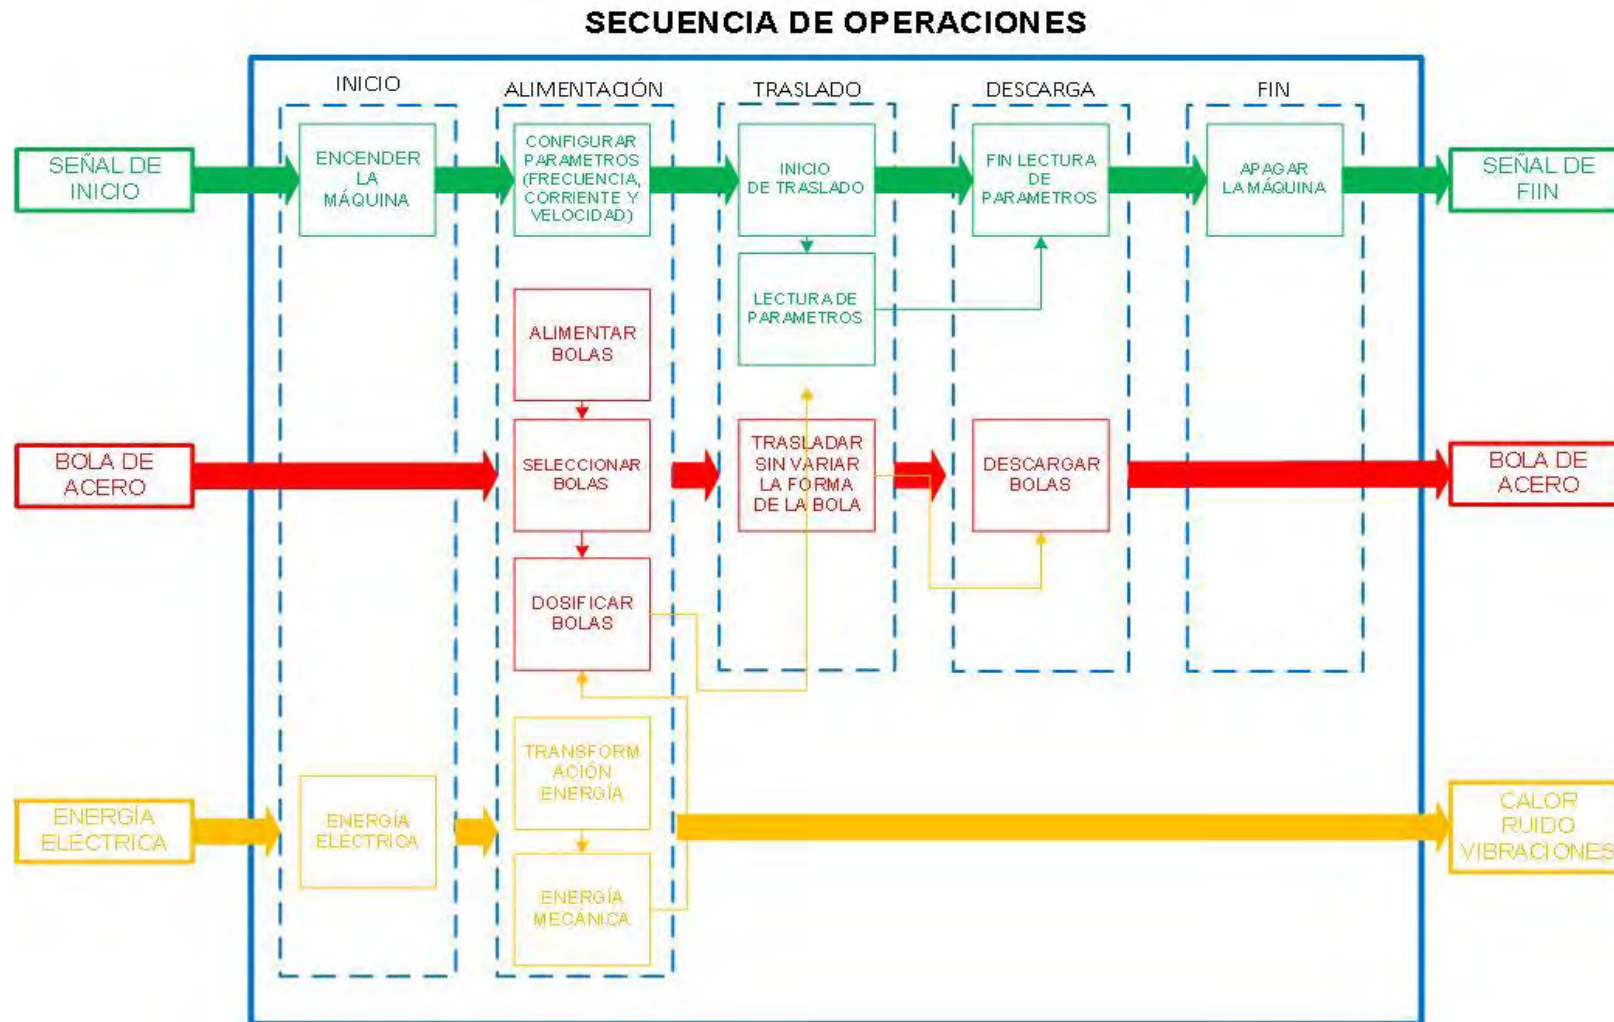 SECUENCIA DE OPERACIONES
INICIO
ALIMENTACIÓN
TRASLADO
DESCARGA
FIN
SEÑAL DE
INICIO
ENCENDER
LA
MÁQUINA
CONFIGURAR
PARAMETROS
(FRECUENCIA,
CORRIENTE Y
VELOCIDAD)
INICIO
DE TRASLADO
FIN LECTURA
DE
PARAMETROS
APAGAR
LA MÁQUINA
SEÑAL DE
FIIN
LECTURA DE
PARAMETROS
ALIMENTAR
BOLAS
BOLA DE
ACERO
SELECCIONAR
BOLAS
TRASLADAR
SIN VARIAR
LA FORMA
DE LA BOLA
DESCARGAR
BOLAS
BOLA DE
ACERO
DOSIFICAR
BOLAS
TRANSFORM
ACIÓN
ENERGÍA
ENERGÍA
ELÉCTRICA
ENERGÍA
ELÉCTRICA
CALOR
RUIDO
VIBRACIONES
ENERGÍA
MECÁNICA